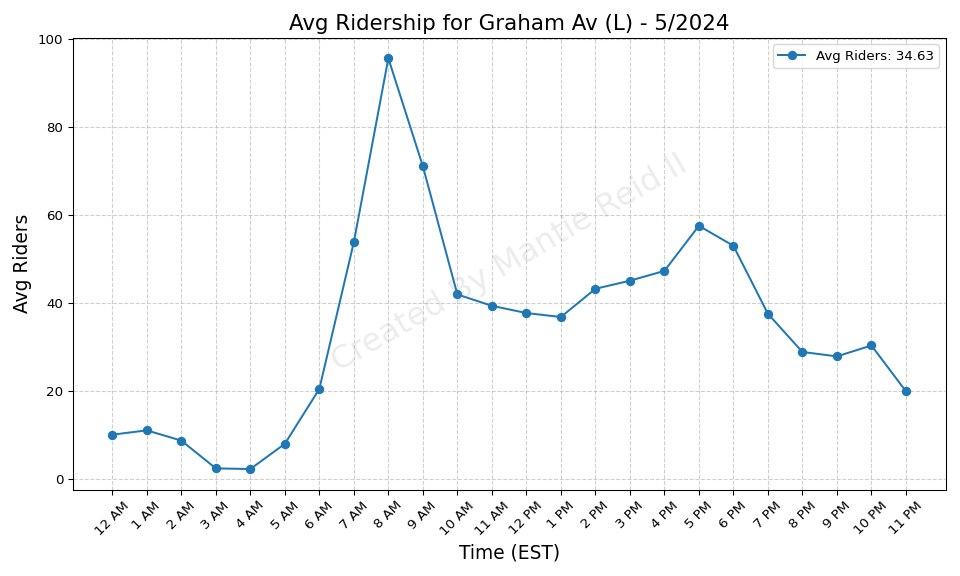 Avg Ridership for Graham Av (L) - 5/2024
Avg Riders: 34.63
100
80
60
40
20
0
Avg Riders
Created By Mantle Reid II
12 AM
1 AM
2 AM
3 AM
4 AM
5 AM
6 AM
7 AM
8 AM
9 AM
10 AM
11 AM
12 PM
1 PM
2 PM
3 PM
4 PM
5 PM
6 PM
7 PM
8 PM
9 PM
10 PM
11 PM
Time (EST)